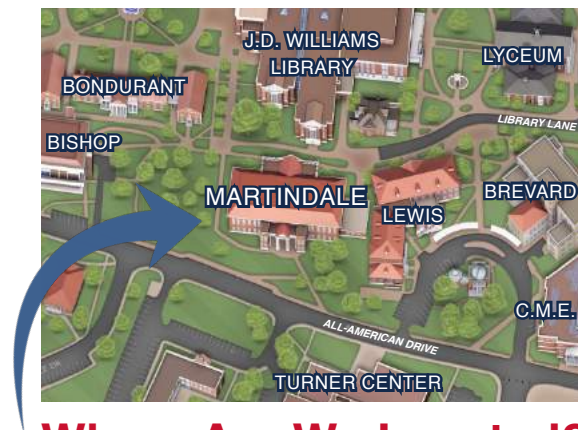 J.D. WILLIAMS
LIBRARY
LYCEUM
BONDURANT
LIBRARY LANE
BISHOP
MARTINDALE
BREVARD
LEWIS
C.M.E.
ALL-AMERICAN DRIVE
TURNER CENTER